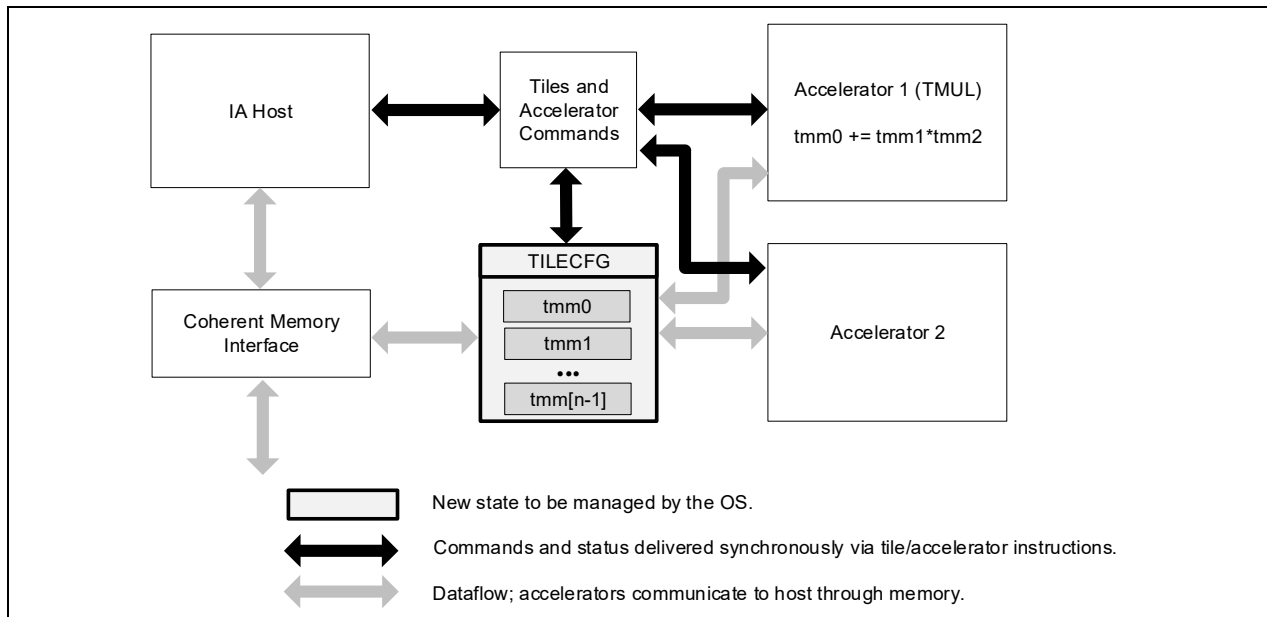 IA Host
Tiles and
Accelerator
Commands
Accelerator 1 (TMUL)
tmm0 += tmm1*tmm2
TILECFG
tmm0
tmm1
...
tmm[n-1]
Coherent Memory
Interface
Accelerator 2
New state to be managed by the OS.
Commands and status delivered synchronously via tile/accelerator instructions.
Dataflow; accelerators communicate to host through memory.